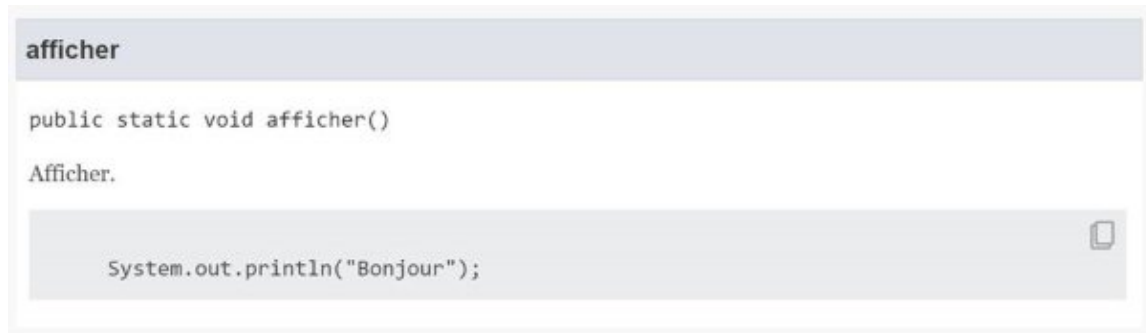 afficher
public static void afficher()
Afficher.
System.out.println("Bonjour");